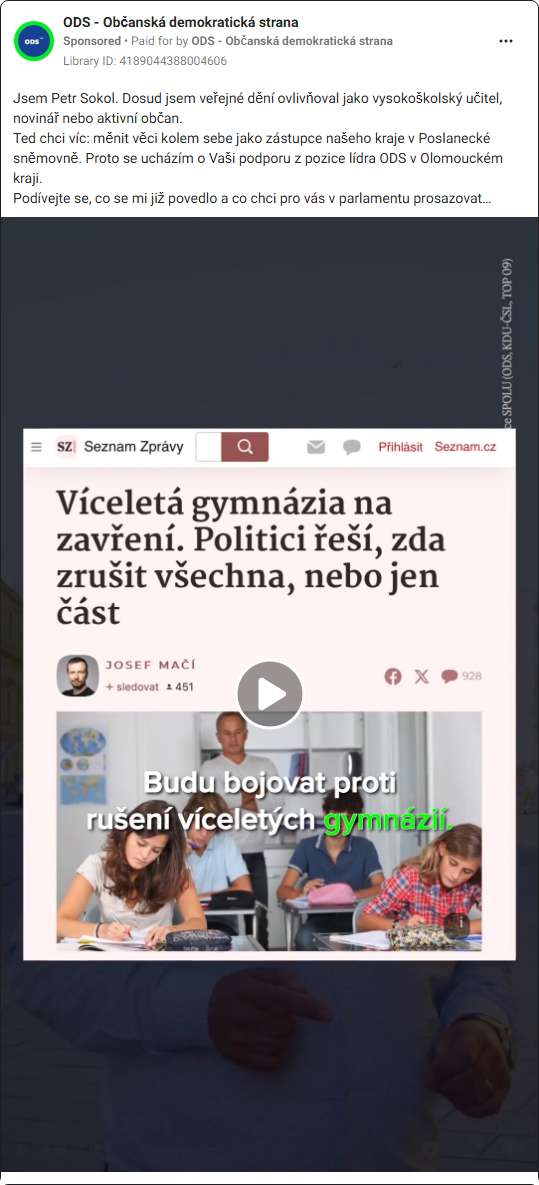 ODS - Občanská demokratická strana
Sponsored • Paid for by ODS - Občanská demokratická strana
Library ID: 4189044388004606
ODS
Jsem Petr Sokol. Dosud jsem veřejné dění ovlivňoval jako vysokoškolský učitel,
novinář nebo aktivní občan.
Ted chci víc: měnit věci kolem sebe jako zástupce našeho kraje v Poslanecké
sněmovně. Proto se ucházím o Vaši podporu z pozice lídra ODS v Olomouckém
kraji.
Podívejte se, co se mi již povedlo a co chci pro vás v parlamentu prosazovat...
ce SPOLU (ODS, KDU-ČSL, TOP 09)
SZ Seznam Zprávy
Přihlásit Seznam.cz
Víceletá gymnázia na
zavření. Politici řeší, zda
zrušit všechna, nebo jen
část
JOSEF MAČÍ
+ sledovat 451
928
Budu bojovat proti
rušení víceletých gymnázií.